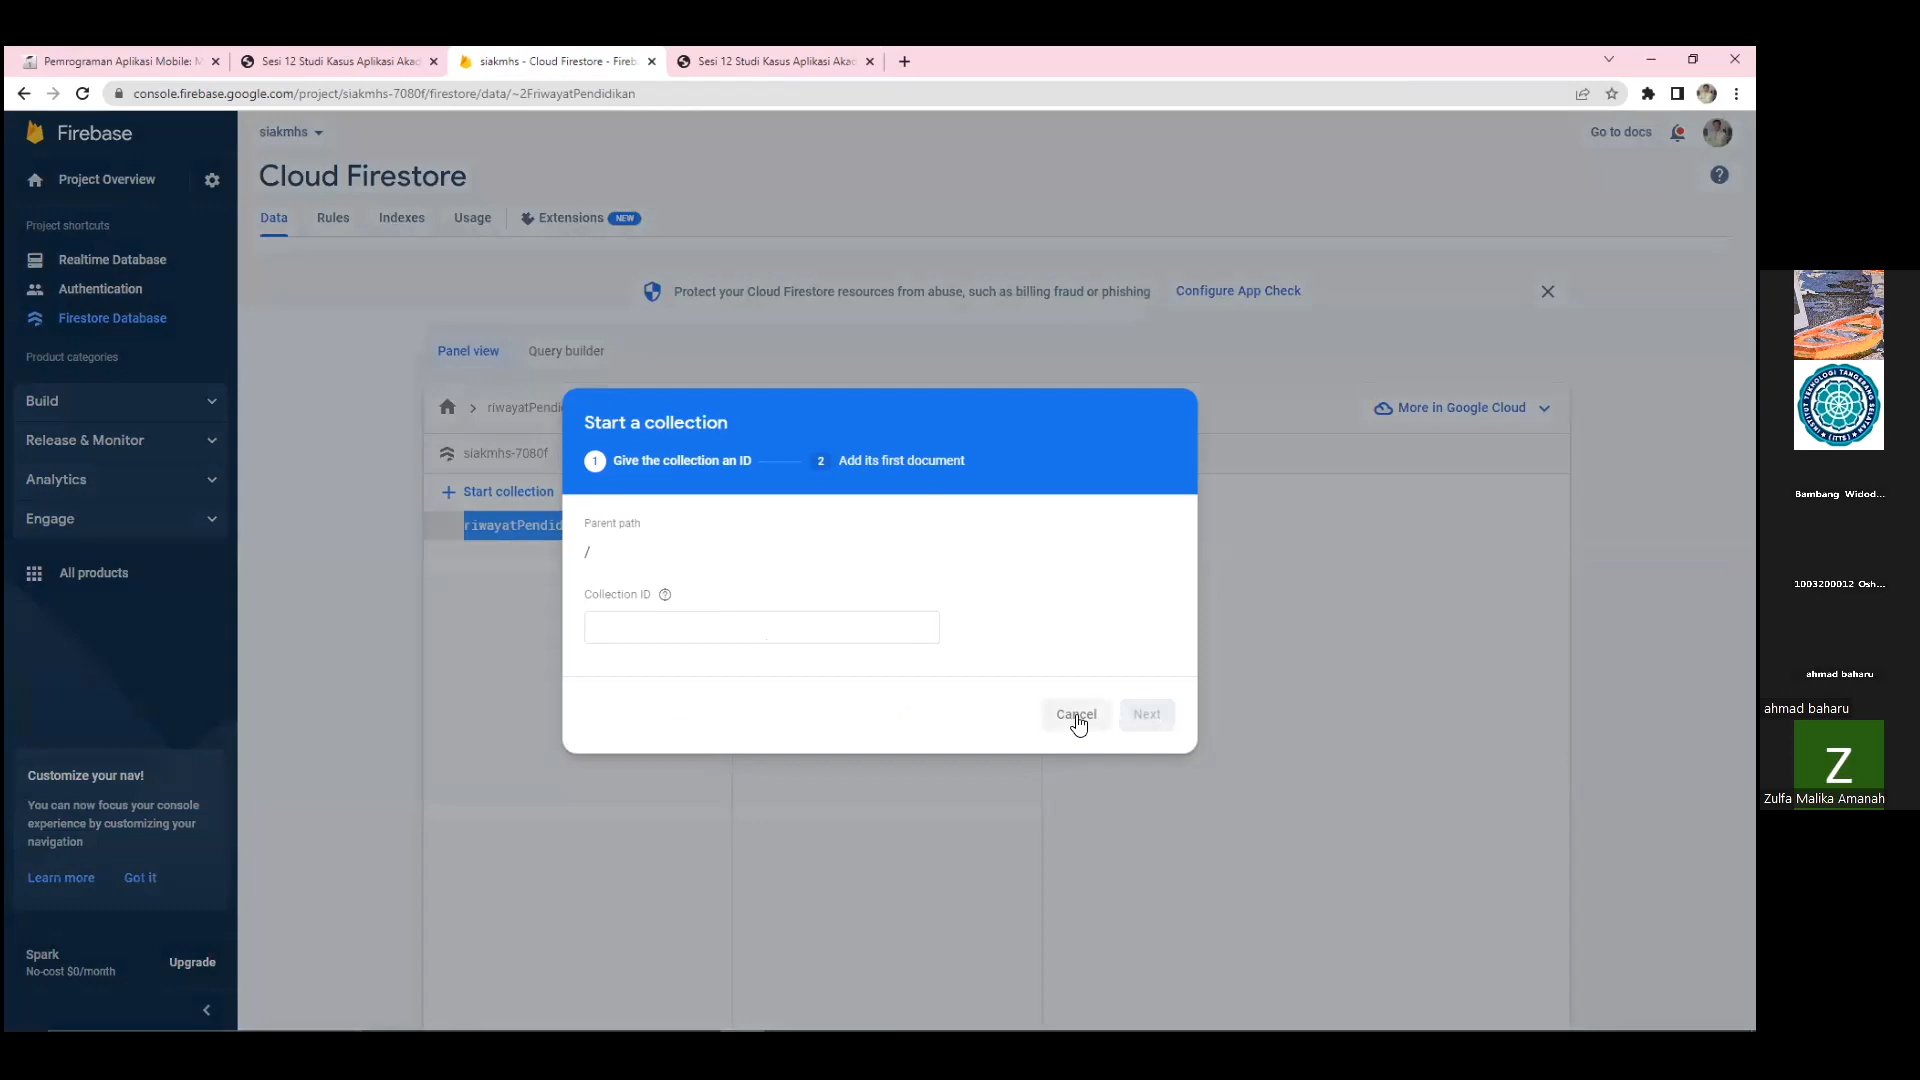 Pemrograman Aplikasi Mobile: M
Sesi 12 Studi Kasus Aplikasi Akad
siakmhs - Cloud Firestore - Fireb
Sesi 12 Studi Kasus Aplikasi Akad
console.firebase.google.com/project/siakmhs-7080f/firestore/data/~2FriwayatPendidikan
Firebase
siakmhs
Go to docs
Cloud Firestore
Project Overview
Data
Rules
Indexes
Usage
Extensions
NEW
Project shortcuts
Realtime Database
Authentication
Firestore Database
Product categories
Build
Release & Monitor
Analytics
Engage
All products
Protect your Cloud Firestore resources from abuse, such as billing fraud or phishing
Configure App Check
Panel view
Query builder
riwayatPendi
More in Google Cloud
siakmhs-7080f
Start collection
riwayatPendid
Start a collection
1 Give the collection an ID
2 Add its first document
Parent path
/
Collection ID
Cancel
Next
Customize your nav!
You can now focus your console
experience by customizing your
navigation
Learn more
Got it
Spark
No-cost $0/month
Upgrade
INSTITUT TEKNOLOGI TANGERANG SELATAN
(ITTS)
Bambang Widod...
1003200012 Osh...
ahmad baharu
ahmad baharu
Z
Zulfa Malika Amanah